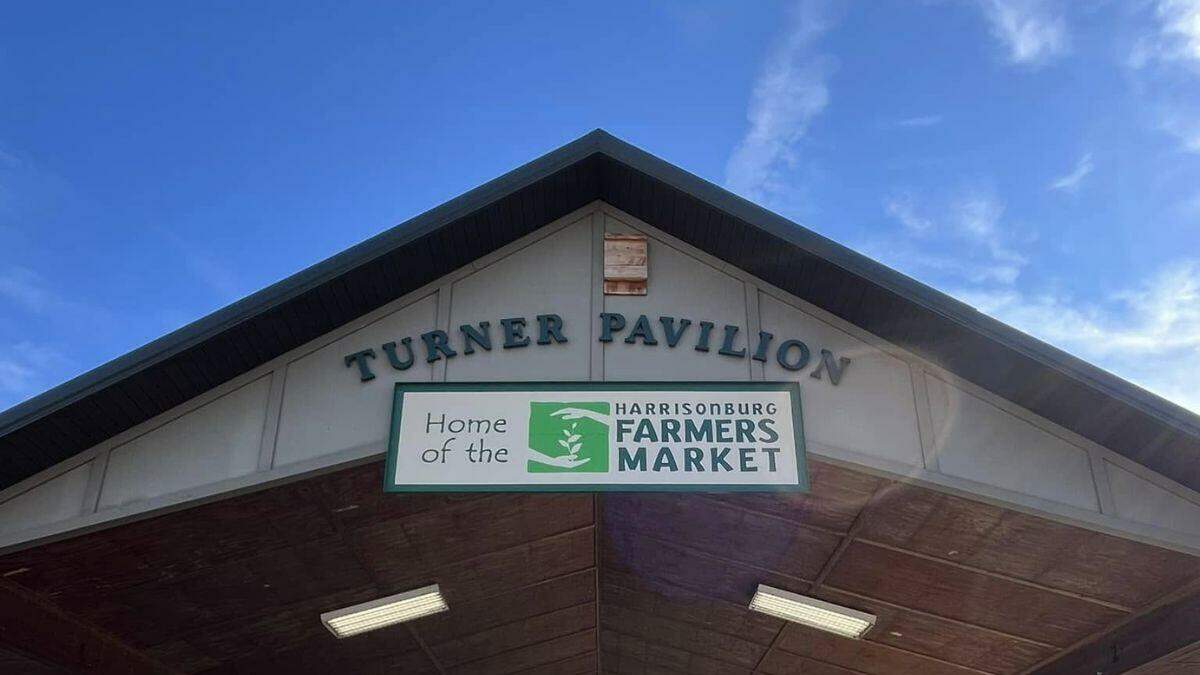 TURNER PAVILION
Home
of the
HARRISONBURG
FARMERS
MARKET